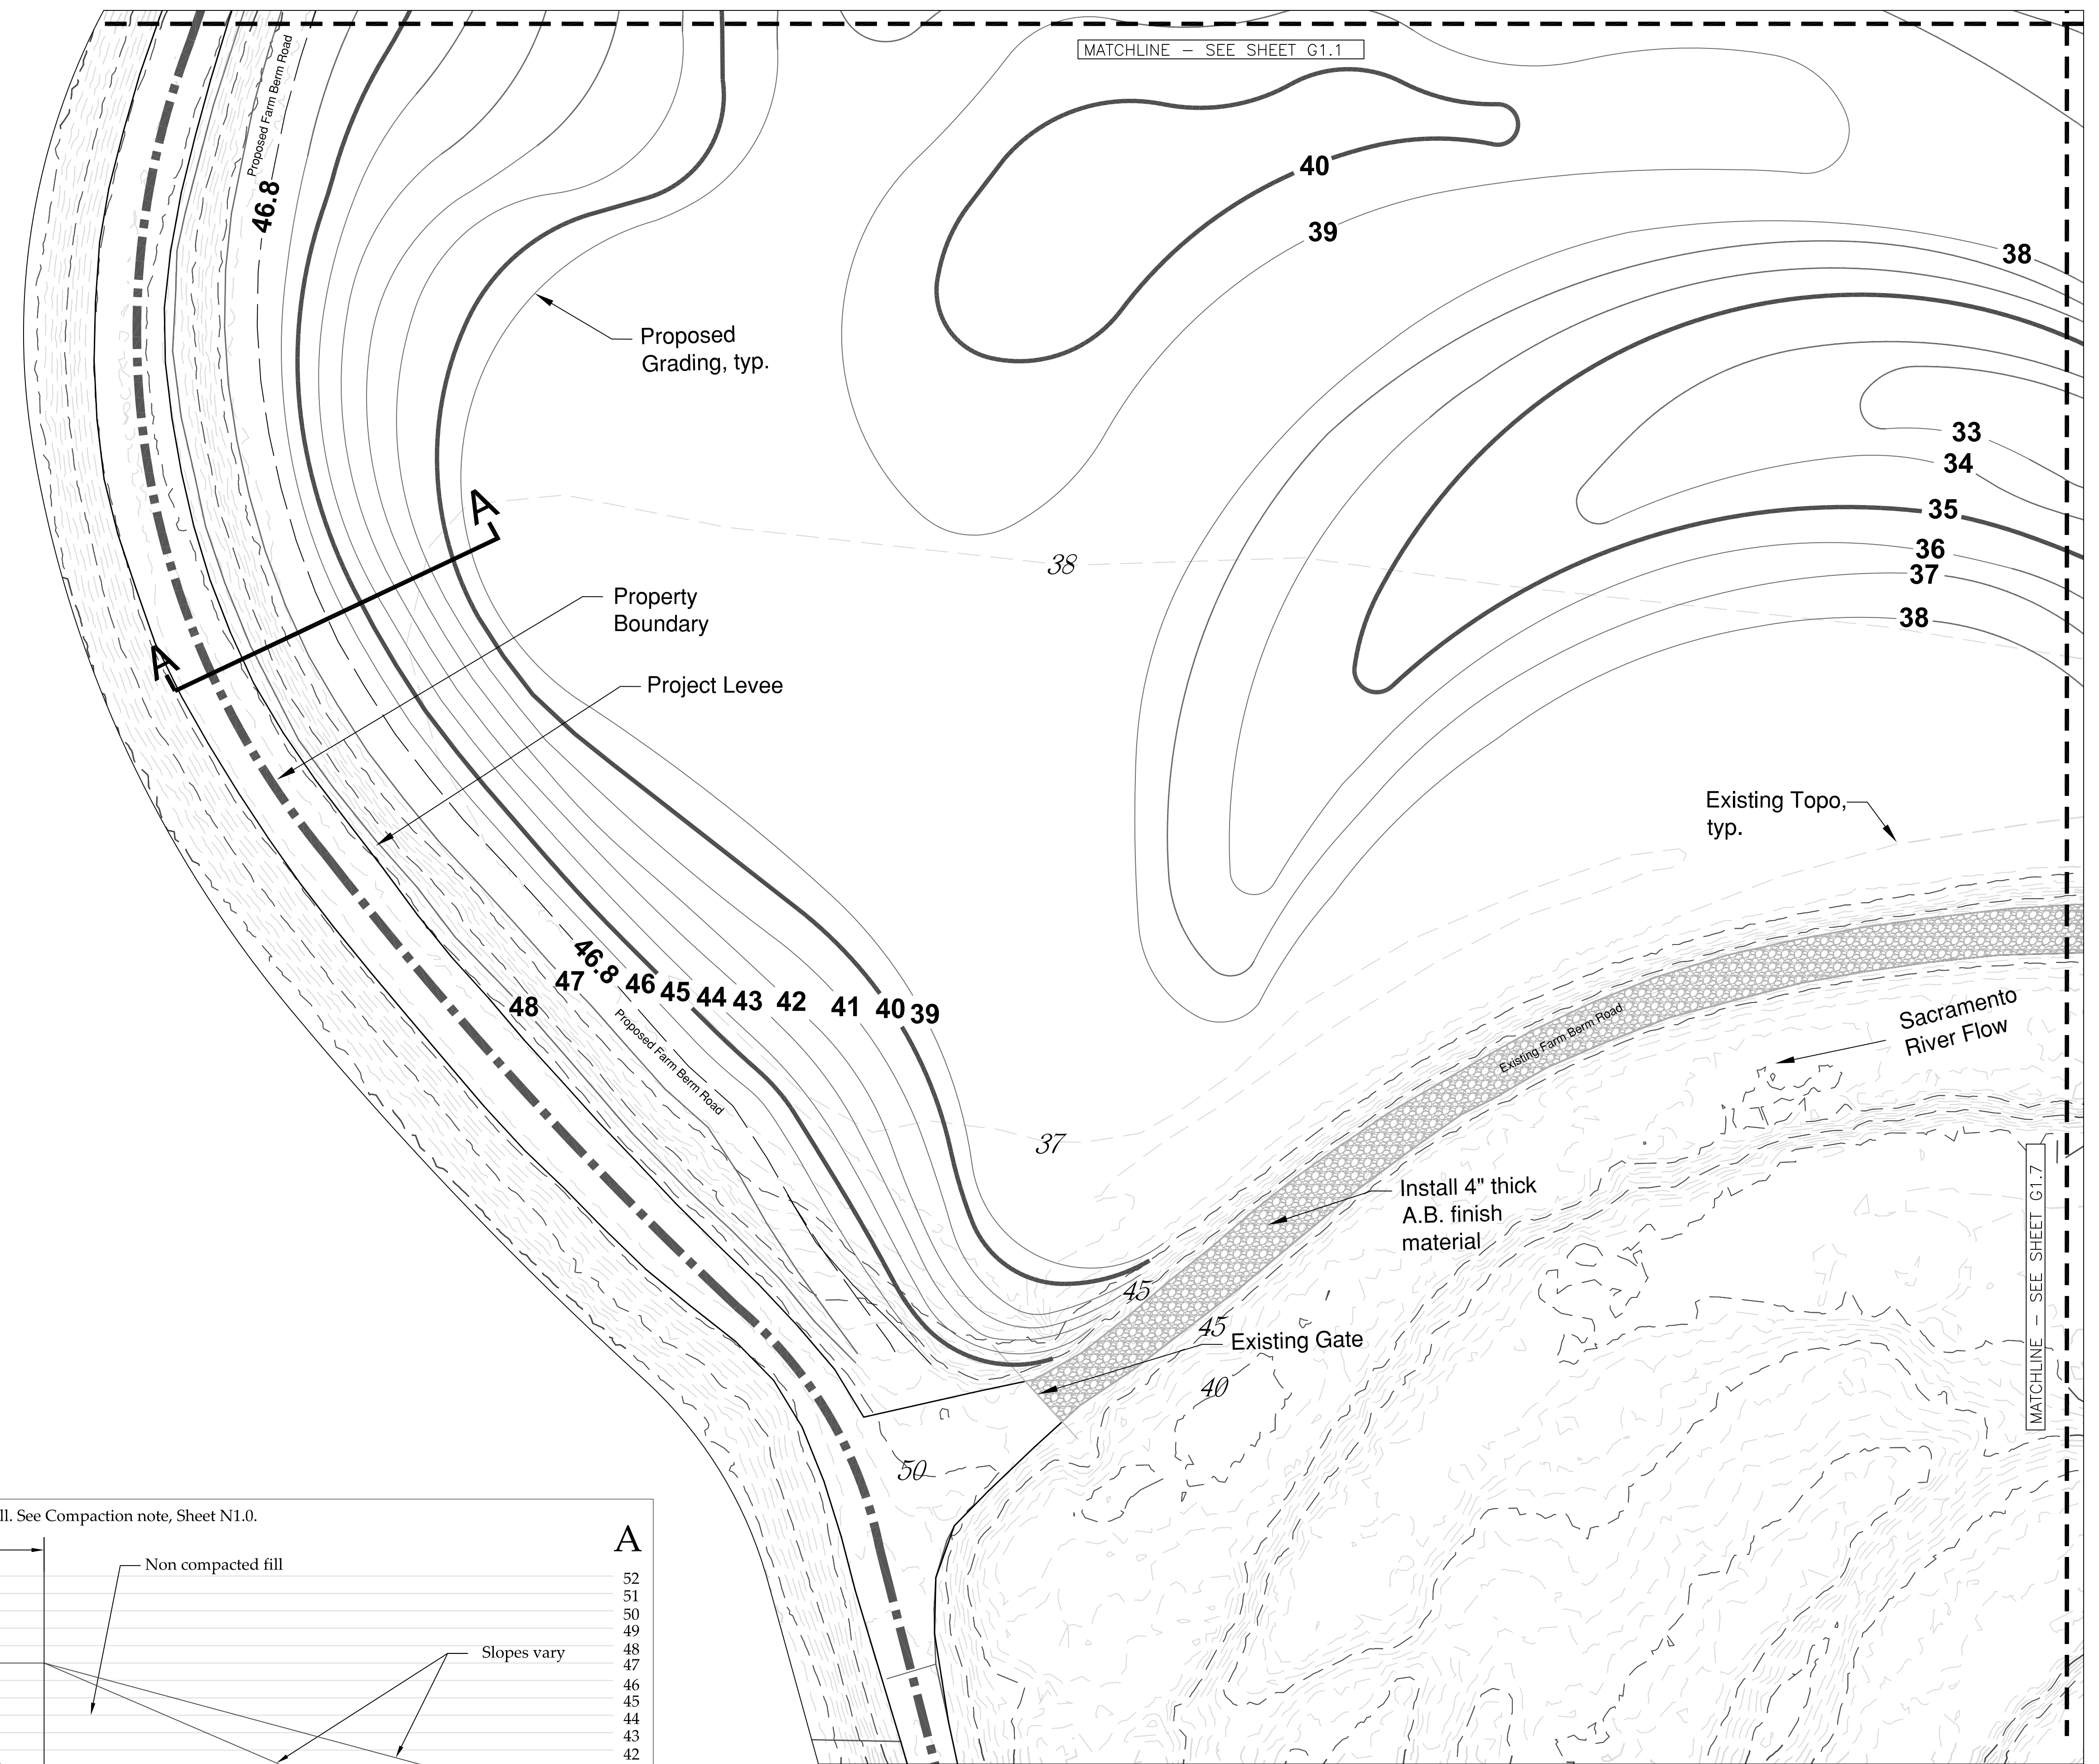 MATCHLINE – SEE SHEET G1.1
Proposed Farm Berm Road
46.8
40
39
38
Proposed
Grading, typ.
33
34
35
36
37
38
A
A
38
Property
Boundary
Project Levee
Existing Topo,
typ.
46.8
48
47
46
45
44
43
42
41
40
39
Proposed Farm Berm Road
Existing Farm Berm Road
Sacramento
River Flow
37
Install 4" thick
A.B. finish
material
MATCHLINE – SEE SHEET G1.7
45
45
Existing Gate
40
50
ll. See Compaction note, Sheet N1.0.
A
Non compacted fill
Slopes vary
52
51
50
49
48
47
46
45
44
43
42